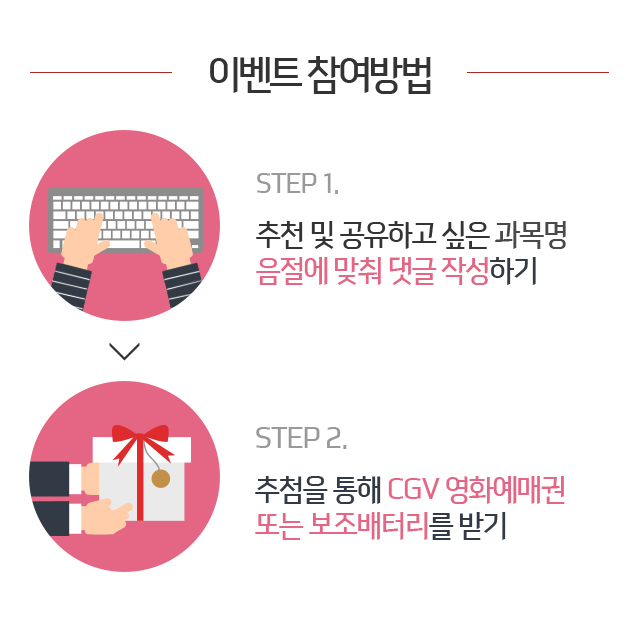 이벤트 참여방법
STEP 1.
추천 및 공유하고 싶은 과목명
음절에 맞춰 댓글 작성하기
STEP 2.
추첨을 통해 CGV 영화예매권
또는 보조배터리를 받기